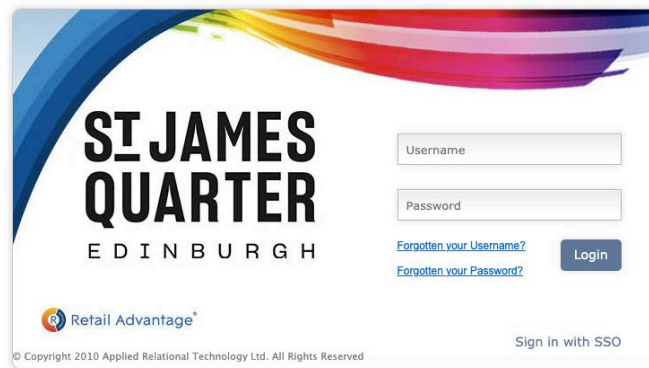 ST JAMES
QUARTER
EDINBURGH
Username
Password
Forgotten your Username?
Forgotten your Password?
Login
Retail Advantage®
Sign in with SSO
© Copyright 2010 Applied Relational Technology Ltd. All Rights Reserved